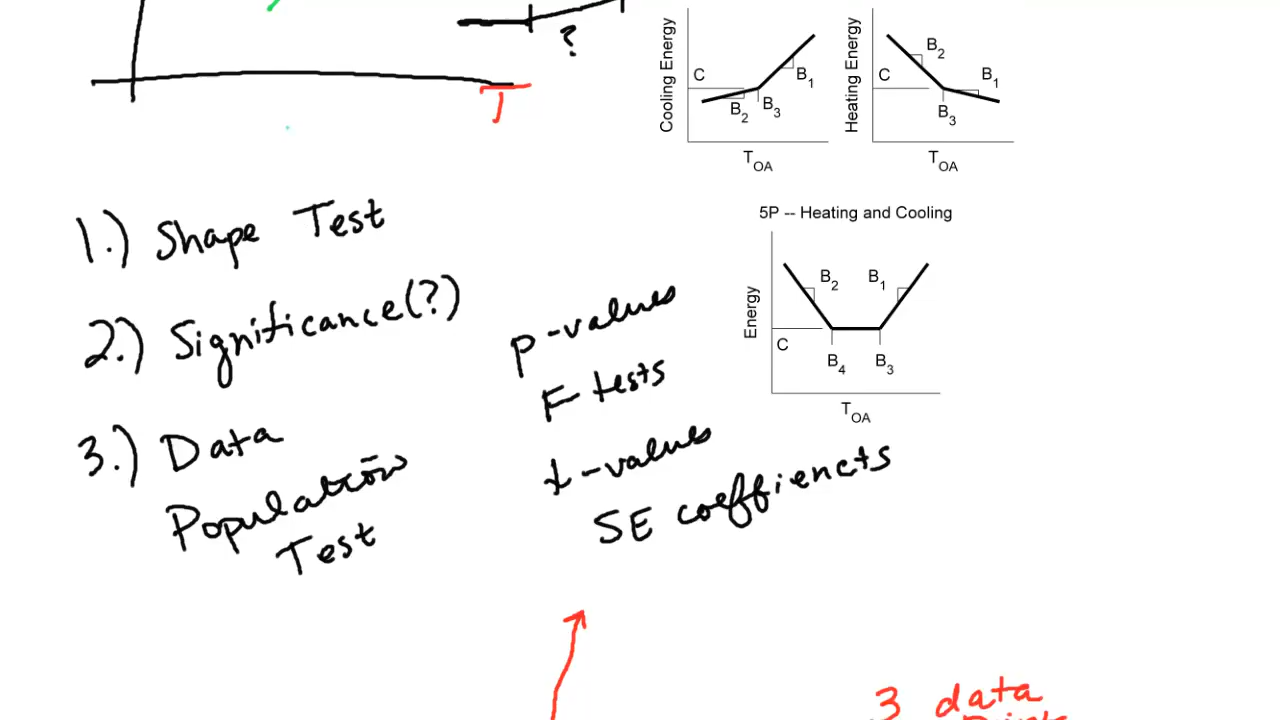 ?
T
Cooling Energy
C
B1
B2
B3
TOA
Heating Energy
C
B2
B1
B3
TOA
1.) Shape Test
2.) Significance(?)
3.) Data
Population
Test
p-values
F tests
t-values
SE coeffiencts
5P -- Heating and Cooling
Energy
B2
B1
C
B4
B3
TOA
3 data